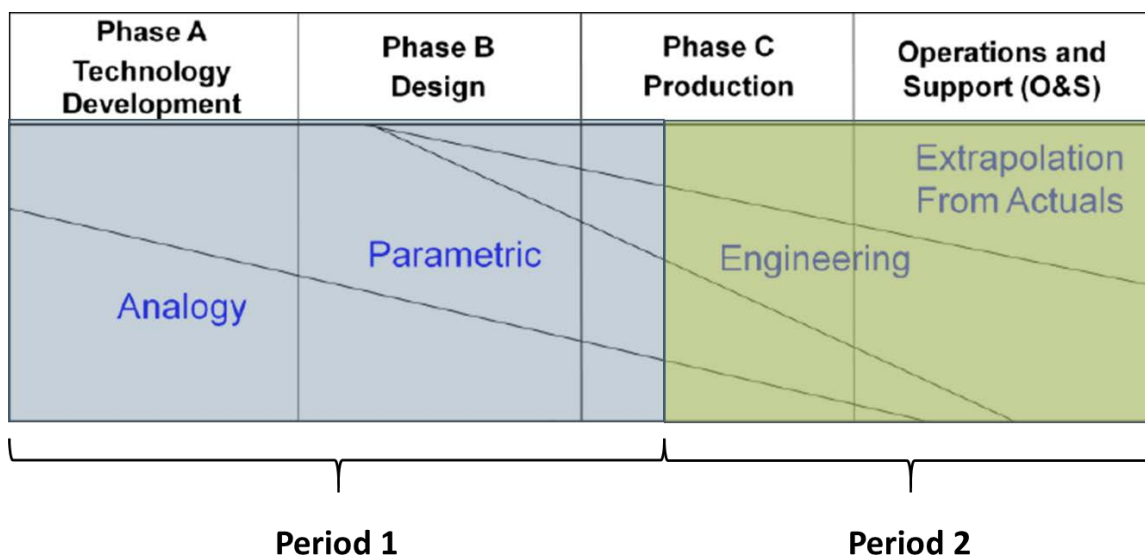 Phase A
Technology
Development
Phase B
Design
Phase C
Production
Operations and
Support (O&S)
Extrapolation
From Actuals
Parametric
Engineering
Analogy
Period 1
Period 2